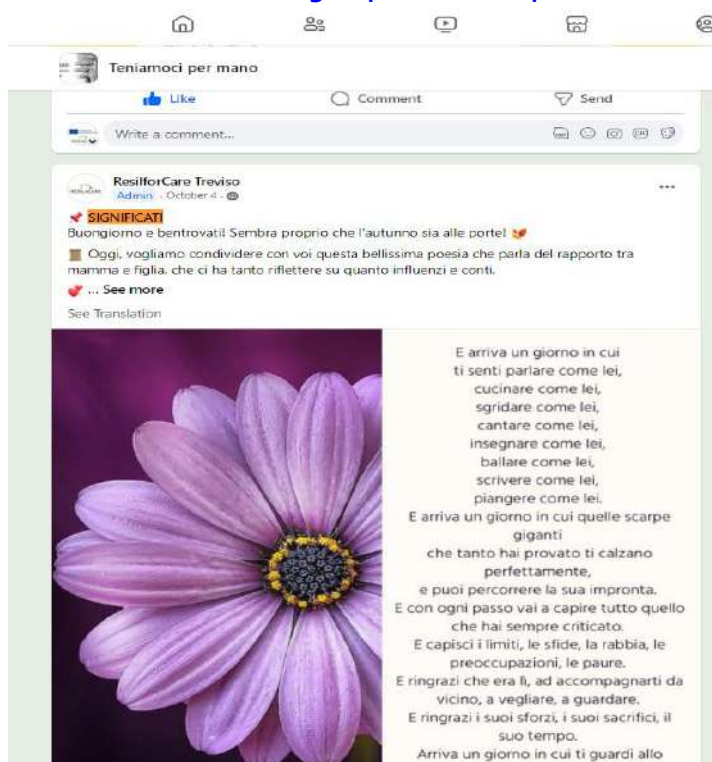 Teniamoci per mano
Like
Comment
Send
Write a comment...
ResilforCare Treviso
Admin · October 4 ·
SIGNIFICATI
Buongiorno e bentrovati! Sembra proprio che l'autunno sia alle porte!
Oggi, vogliamo condividere con voi questa bellissima poesia che parla del rapporto tra
mamma e figlia. che ci ha tanto riflettere su quanto influenzi e conti.
... See more
See Translation
E arriva un giorno in cui
ti senti parlare come lei,
cucinare come lei,
sgridare come lei,
cantare come lei,
insegnare come lei,
ballare come lei,
scrivere come lei,
piangere come lei.
E arriva un giorno in cui quelle scarpe
giganti
che tanto hai provato ti calzano
perfettamente,
e puoi percorrere la sua impronta.
E con ogni passo vai a capire tutto quello
che hai sempre criticato.
E capisci i limiti, le sfide, la rabbia, le
preoccupazioni, le paure.
E ringrazi che era lì, ad accompagnarti da
vicino, a vegliare, a guardare.
E ringrazi i suoi sforzi, i suoi sacrifici, il
suo tempo.
Arriva un giorno in cui ti guardi allo